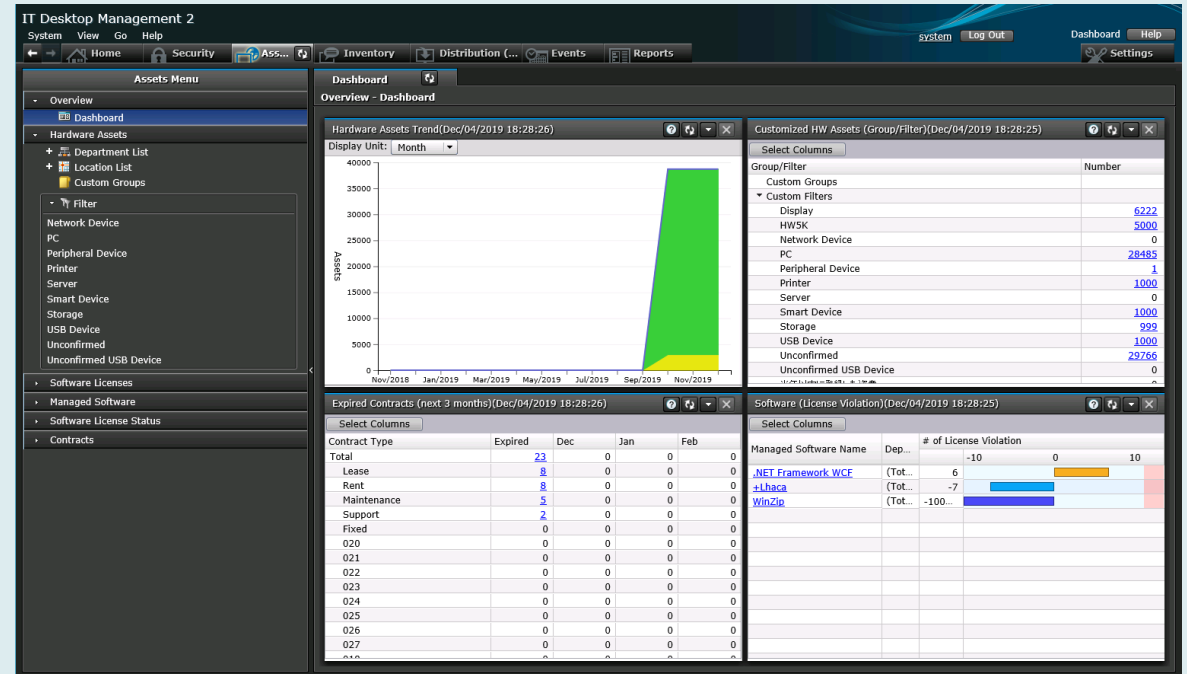 IT Desktop Management 2
System View Go Help
system Log Out Dashboard Help
Home Security Ass... Inventory Distribution (... Events Reports Settings
Assets Menu
Overview
Dashboard
Hardware Assets
Department List
Location List
Custom Groups
Filter
Network Device
PC
Peripheral Device
Printer
Server
Smart Device
Storage
USB Device
Unconfirmed
Unconfirmed USB Device
Software Licenses
Managed Software
Software License Status
Contracts
Dashboard
Overview - Dashboard
Hardware Assets Trend(Dec/04/2019 18:28:26)
Display Unit: Month
Assets
40000
35000
30000
25000
20000
15000
10000
5000
0
Nov/2018 Jan/2019 Mar/2019 May/2019 Jul/2019 Sep/2019 Nov/2019
Customized HW Assets (Group/Filter)(Dec/04/2019 18:28:25)
Select Columns
Group/Filter Number
Custom Groups
Custom Filters
Display 6222
HW5K 5000
Network Device 0
PC 28485
Peripheral Device 1
Printer 1000
Server 0
Smart Device 1000
Storage 999
USB Device 1000
Unconfirmed 29766
Unconfirmed USB Device 0
Expired Contracts (next 3 months)(Dec/04/2019 18:28:26)
Select Columns
Contract Type Expired Dec Jan Feb
Total 23 0 0 0
Lease 8 0 0 0
Rent 8 0 0 0
Maintenance 5 0 0 0
Support 2 0 0 0
Fixed 0 0 0 0
020 0 0 0 0
021 0 0 0 0
022 0 0 0 0
023 0 0 0 0
024 0 0 0 0
025 0 0 0 0
026 0 0 0 0
027 0 0 0 0
Software (License Violation)(Dec/04/2019 18:28:25)
Select Columns
Managed Software Name Dep... # of License Violation
-10 0 10
.NET Framework WCF (Tot... 6
+Lhaca (Tot... -7
WinZip (Tot... -100...